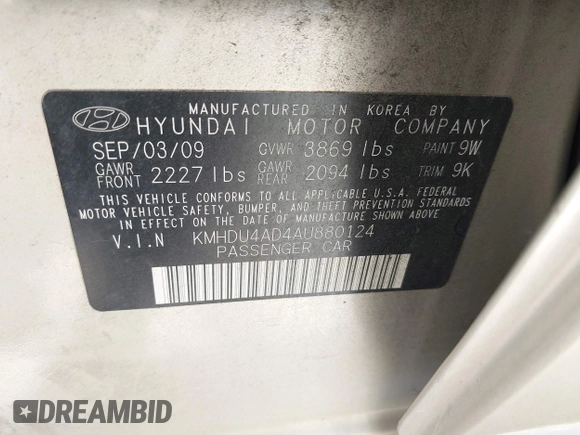 MANUFACTURED IN KOREA BY
HYUNDAI MOTOR COMPANY
SEP/03/09 GVWR 3869 lbs PAINT 9W
GAWR FRONT 2227 lbs GAWR REAR 2094 lbs TRIM 9K
THIS VEHICLE CONFORMS TO ALL APPLICABLE U.S.A. FEDERAL
MOTOR VEHICLE SAFETY, BUMPER, AND THEFT PREVENTION STANDARDS
IN EFFECT ON THE DATE OF MANUFACTURE SHOWN ABOVE
V.I.N KMHDU4AD4AU880124
PASSENGER CAR
DREAMBID